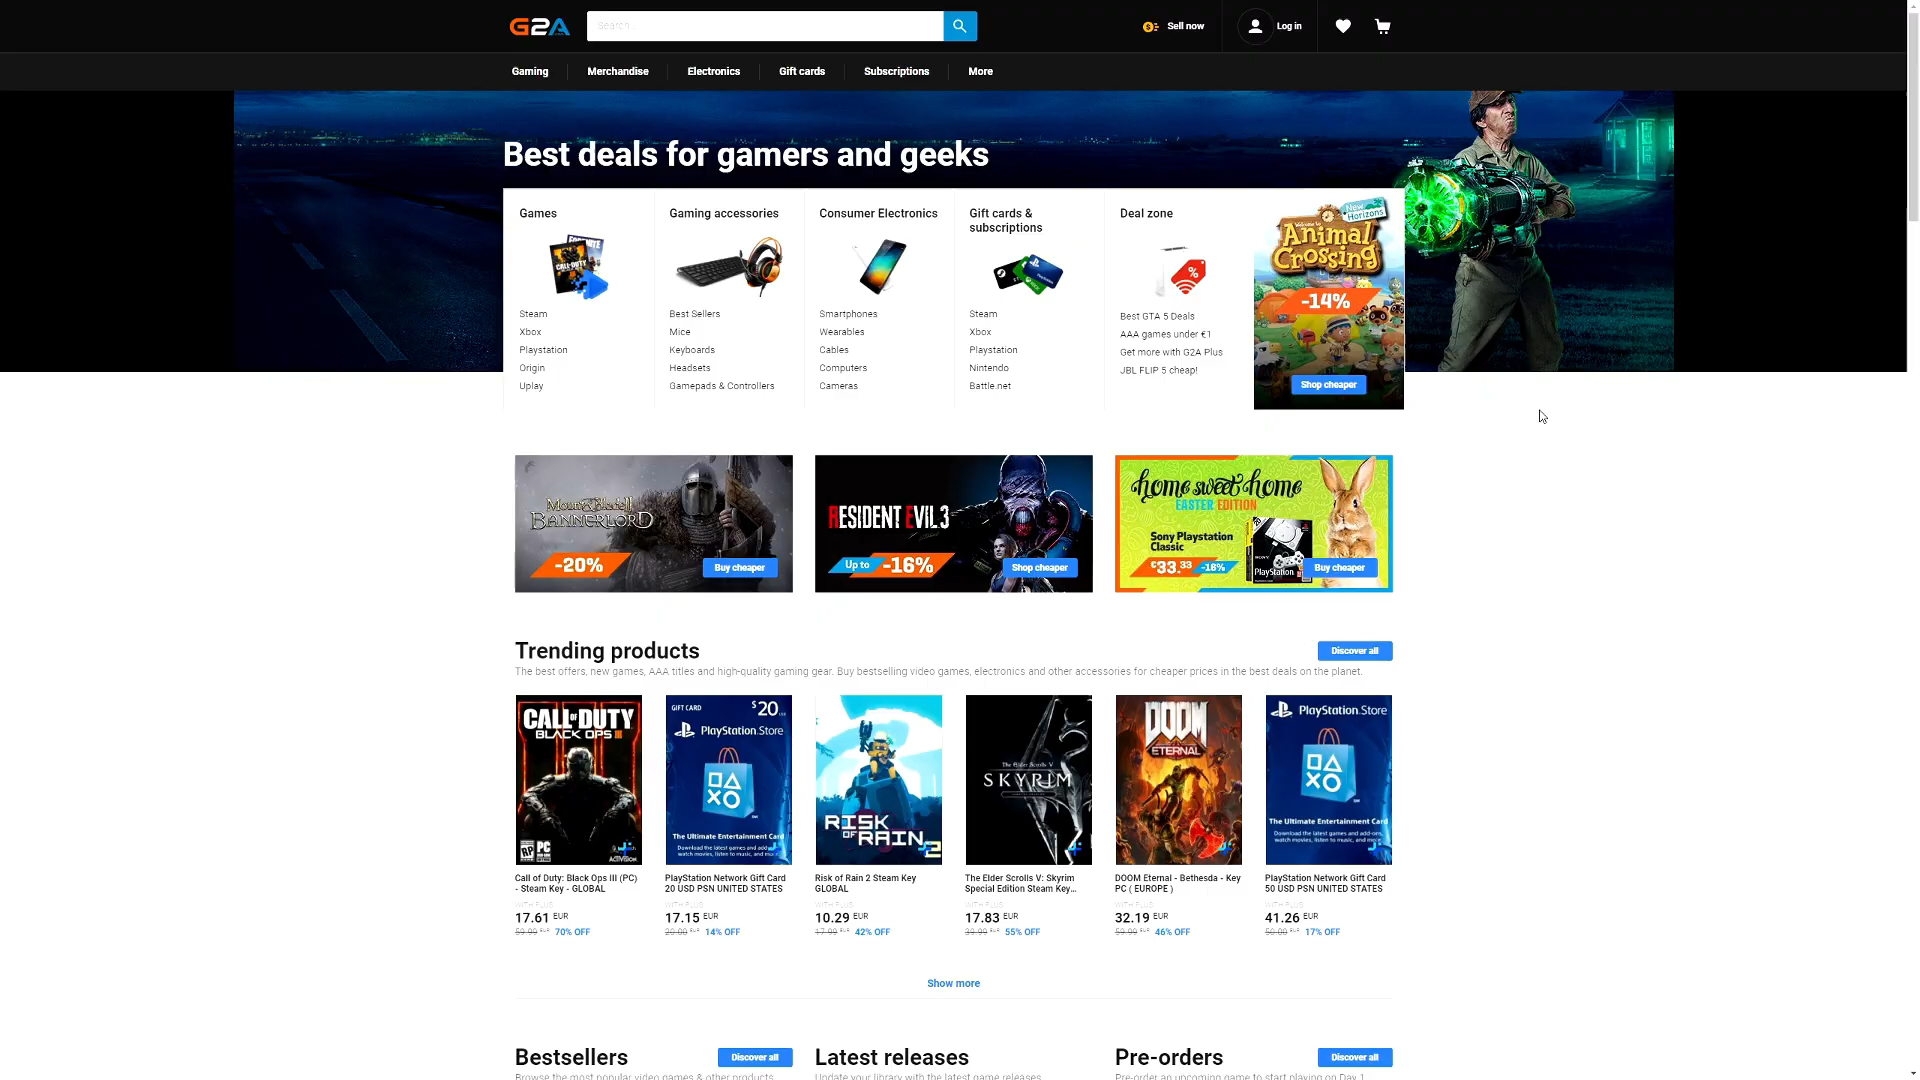 G2A
Search...
Sell now
Log in
Gaming
Merchandise
Electronics
Gift cards
Subscriptions
More
Best deals for gamers and geeks
Games
Steam
Xbox
Playstation
Origin
Uplay
Gaming accessories
Best Sellers
Mice
Keyboards
Headsets
Gamepads & Controllers
Consumer Electronics
Smartphones
Wearables
Cables
Computers
Cameras
Gift cards &
subscriptions
Steam
Xbox
Playstation
Nintendo
Battle.net
Deal zone
Best GTA 5 Deals
AAA games under €1
Get more with G2A Plus
JBL FLIP 5 cheap!
New
Horizons
Welcome to
Animal
Crossing
-14%
Shop cheaper
Mount & Blade II
BANNERLORD
-20%
Buy cheaper
RESIDENT EVIL 3
Up to -16%
Shop cheaper
home sweet home
EASTER EDITION
Sony Playstation
Classic
€33.33 -18%
PlayStation
Buy cheaper
Trending products
Discover all
The best offers, new games, AAA titles and high-quality gaming gear. Buy bestselling video games, electronics and other accessories for cheaper prices in the best deals on the planet.
CALL OF DUTY
BLACK OPS III
PC
ACTIVISION
Call of Duty: Black Ops III (PC)
- Steam Key - GLOBAL
WITH PLUS
17.61 EUR
59.99 EUR 70% OFF
GIFT CARD $20
PlayStation.Store
The Ultimate Entertainment Card
Download the latest games and add-ons,
watch movies, listen to music, and
PlayStation Network Gift Card
20 USD PSN UNITED STATES
WITH PLUS
17.15 EUR
20.00 EUR 14% OFF
RISK
OF RAIN 2
Risk of Rain 2 Steam Key
GLOBAL
WITH PLUS
10.29 EUR
17.99 EUR 42% OFF
The Elder Scrolls V
SKYRIM
The Elder Scrolls V: Skyrim
Special Edition Steam Key...
WITH PLUS
17.83 EUR
39.99 EUR 55% OFF
DOOM
ETERNAL
DOOM Eternal - Bethesda - Key
PC ( EUROPE )
WITH PLUS
32.19 EUR
59.99 EUR 46% OFF
PlayStation.Store
The Ultimate Entertainment Card
Download the latest games and add-ons,
watch movies, listen to music, and
PlayStation Network Gift Card
50 USD PSN UNITED STATES
WITH PLUS
41.26 EUR
50.00 EUR 17% OFF
Show more
Bestsellers
Discover all
Browse the most popular video games & other products
Latest releases
Update your library with the latest game releases
Pre-orders
Discover all
Pre-order an upcoming game to start playing on Day 1